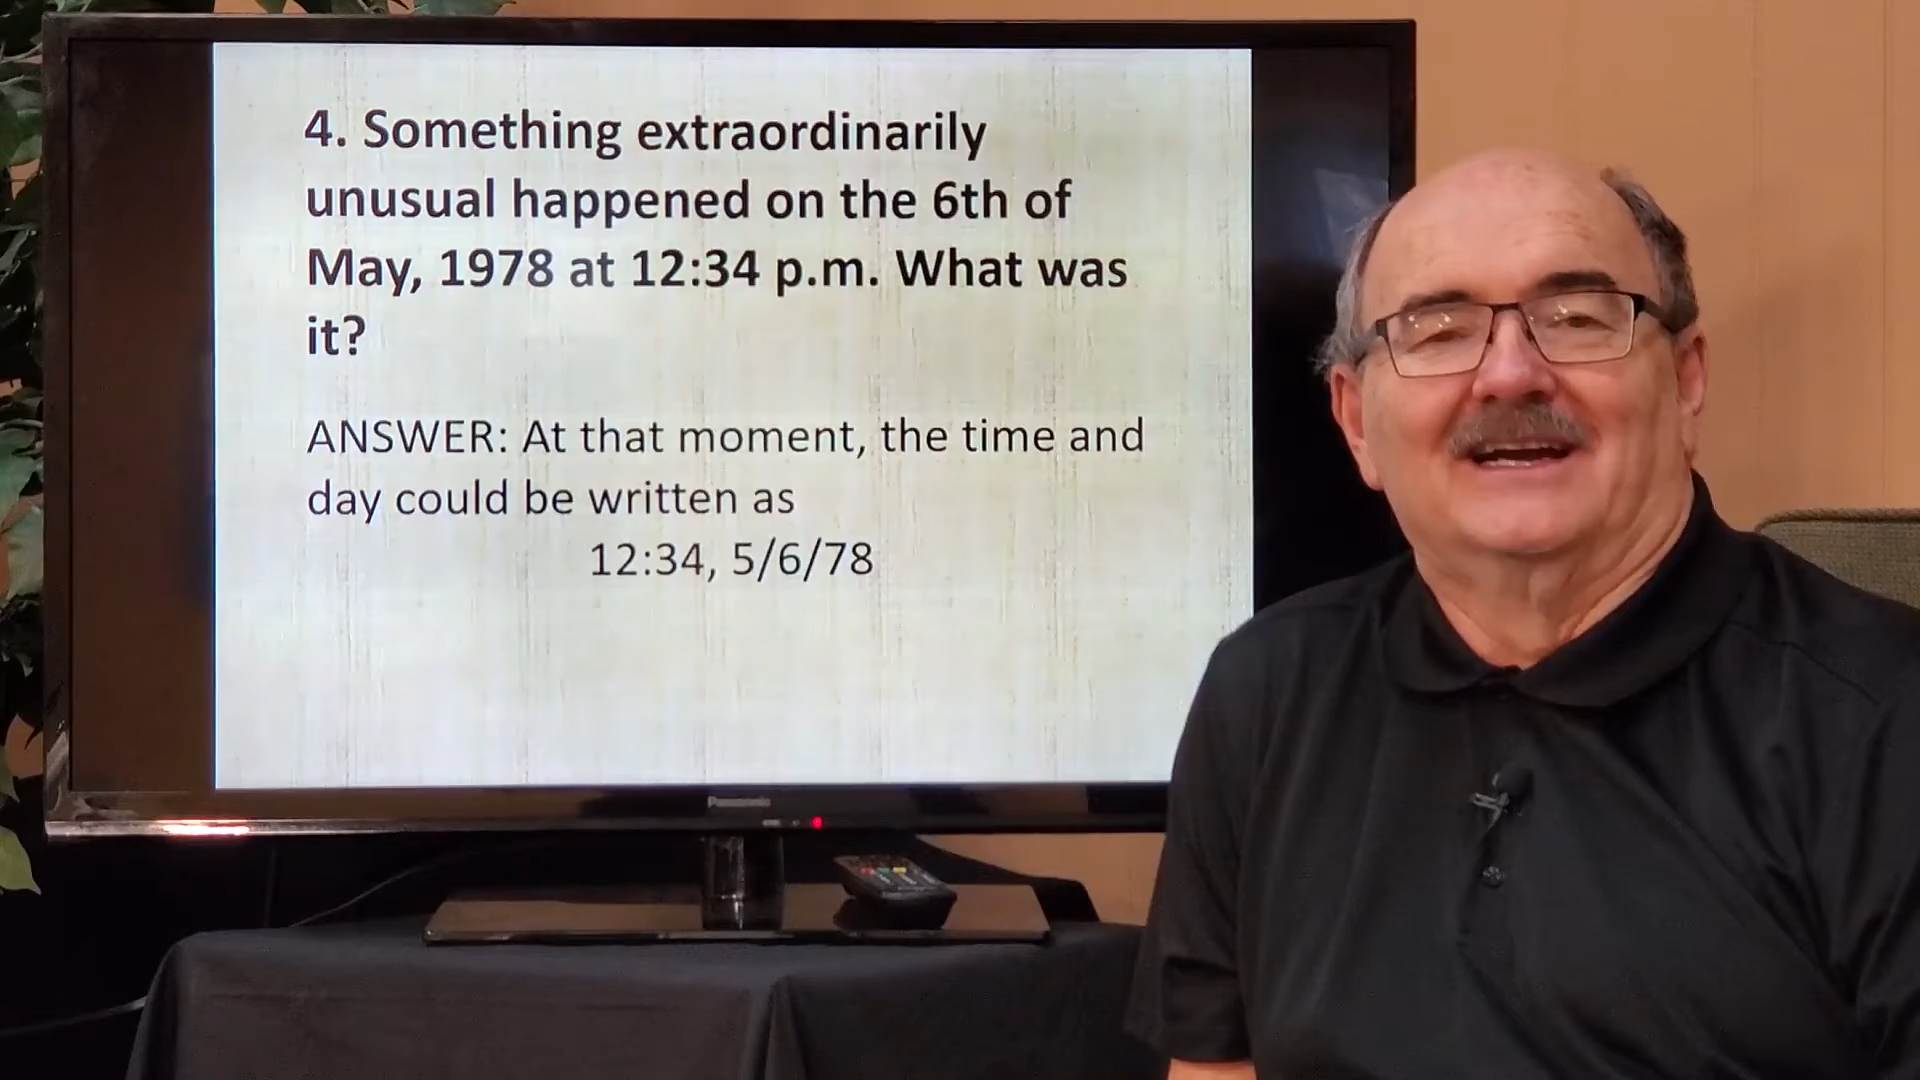 4. Something extraordinarily
unusual happened on the 6th of
May, 1978 at 12:34 p.m. What was
it?
ANSWER: At that moment, the time and
day could be written as
12:34, 5/6/78
Panasonic